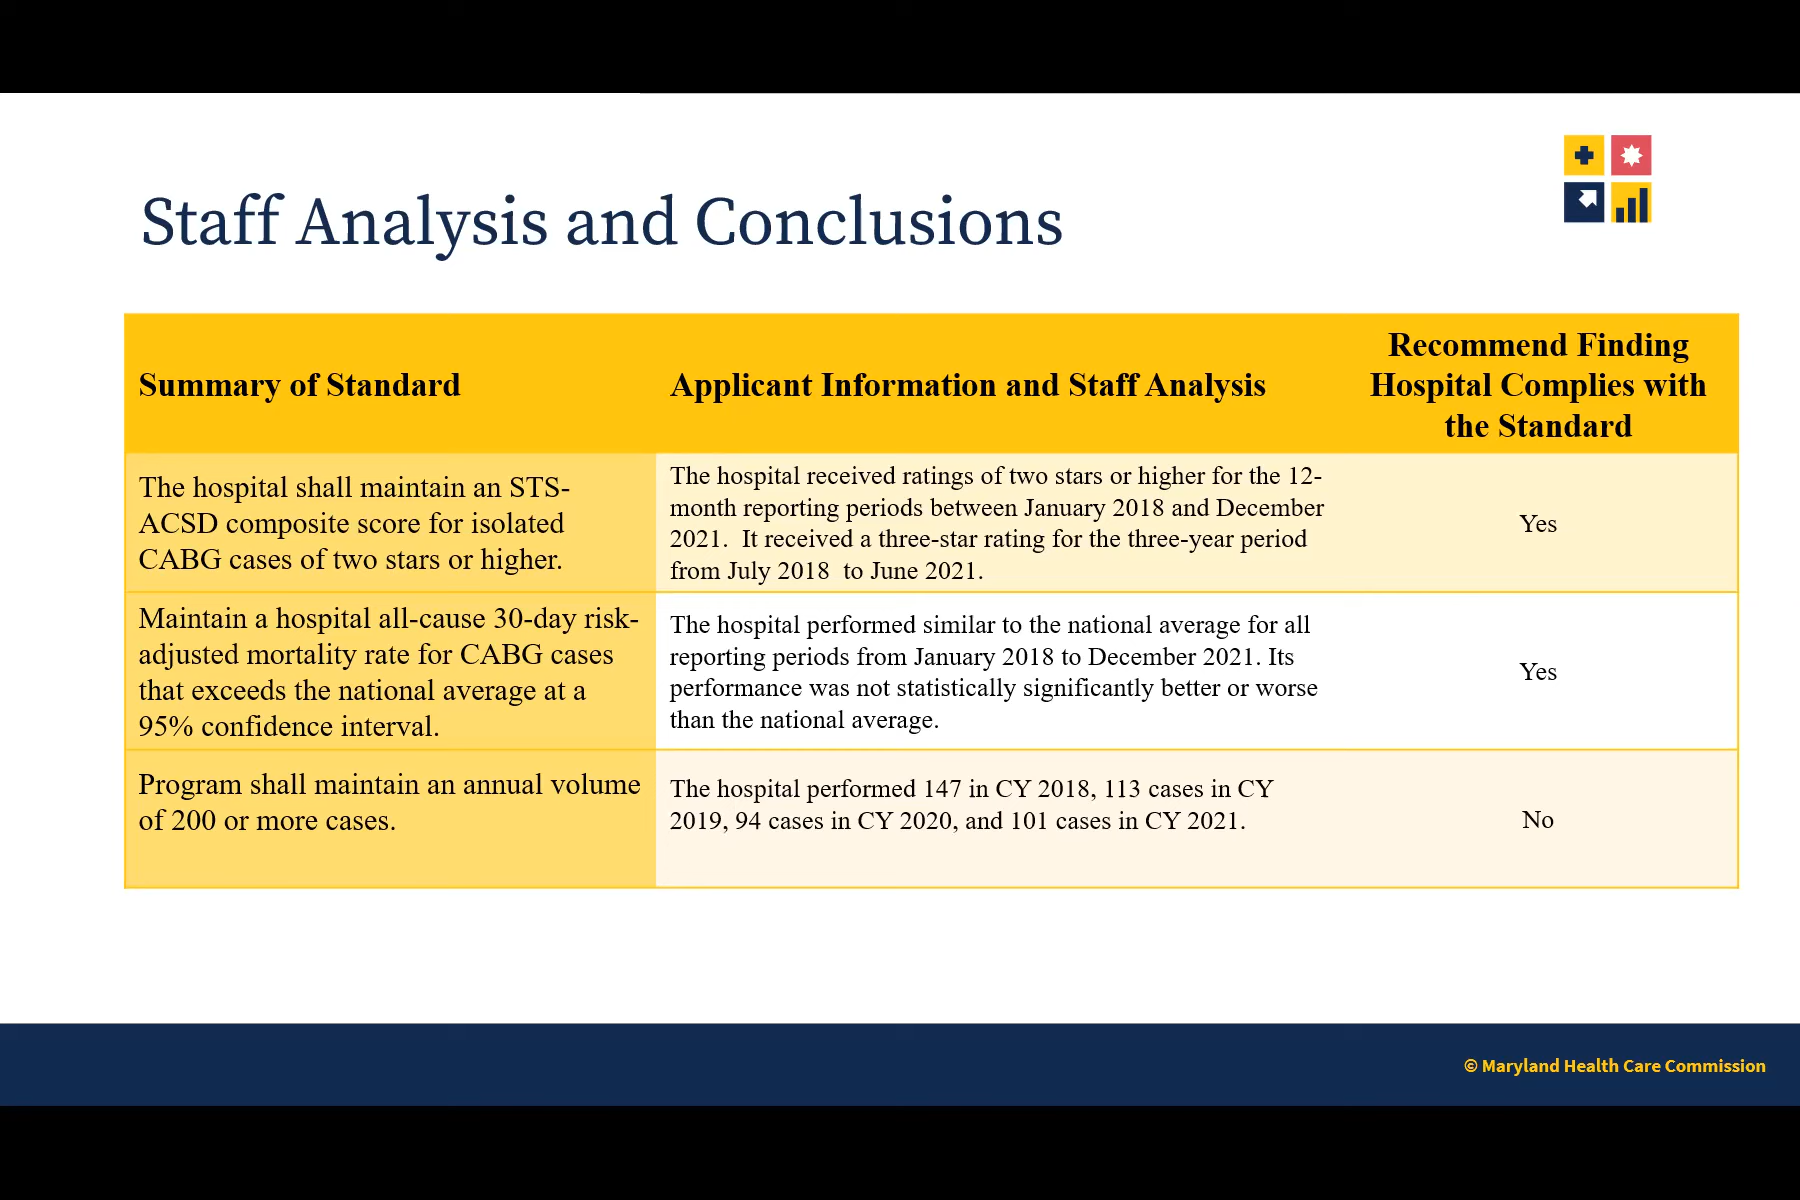 Staff Analysis and Conclusions
Summary of Standard
Applicant Information and Staff Analysis
Recommend Finding
Hospital Complies with
the Standard
The hospital shall maintain an STS-
ACSD composite score for isolated
CABG cases of two stars or higher.
The hospital received ratings of two stars or higher for the 12-
month reporting periods between January 2018 and December
2021.  It received a three-star rating for the three-year period
from July 2018  to June 2021.
Yes
Maintain a hospital all-cause 30-day risk-
adjusted mortality rate for CABG cases
that exceeds the national average at a
95% confidence interval.
The hospital performed similar to the national average for all
reporting periods from January 2018 to December 2021. Its
performance was not statistically significantly better or worse
than the national average.
Yes
Program shall maintain an annual volume
of 200 or more cases.
The hospital performed 147 in CY 2018, 113 cases in CY
2019, 94 cases in CY 2020, and 101 cases in CY 2021.
No
© Maryland Health Care Commission